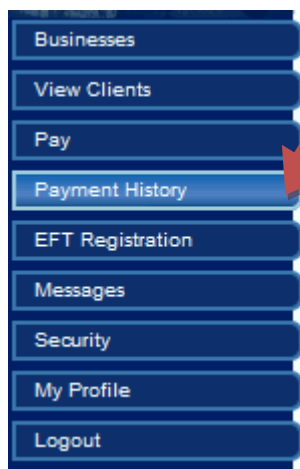 Businesses
View Clients
Pay
Payment History
EFT Registration
Messages
Security
My Profile
Logout